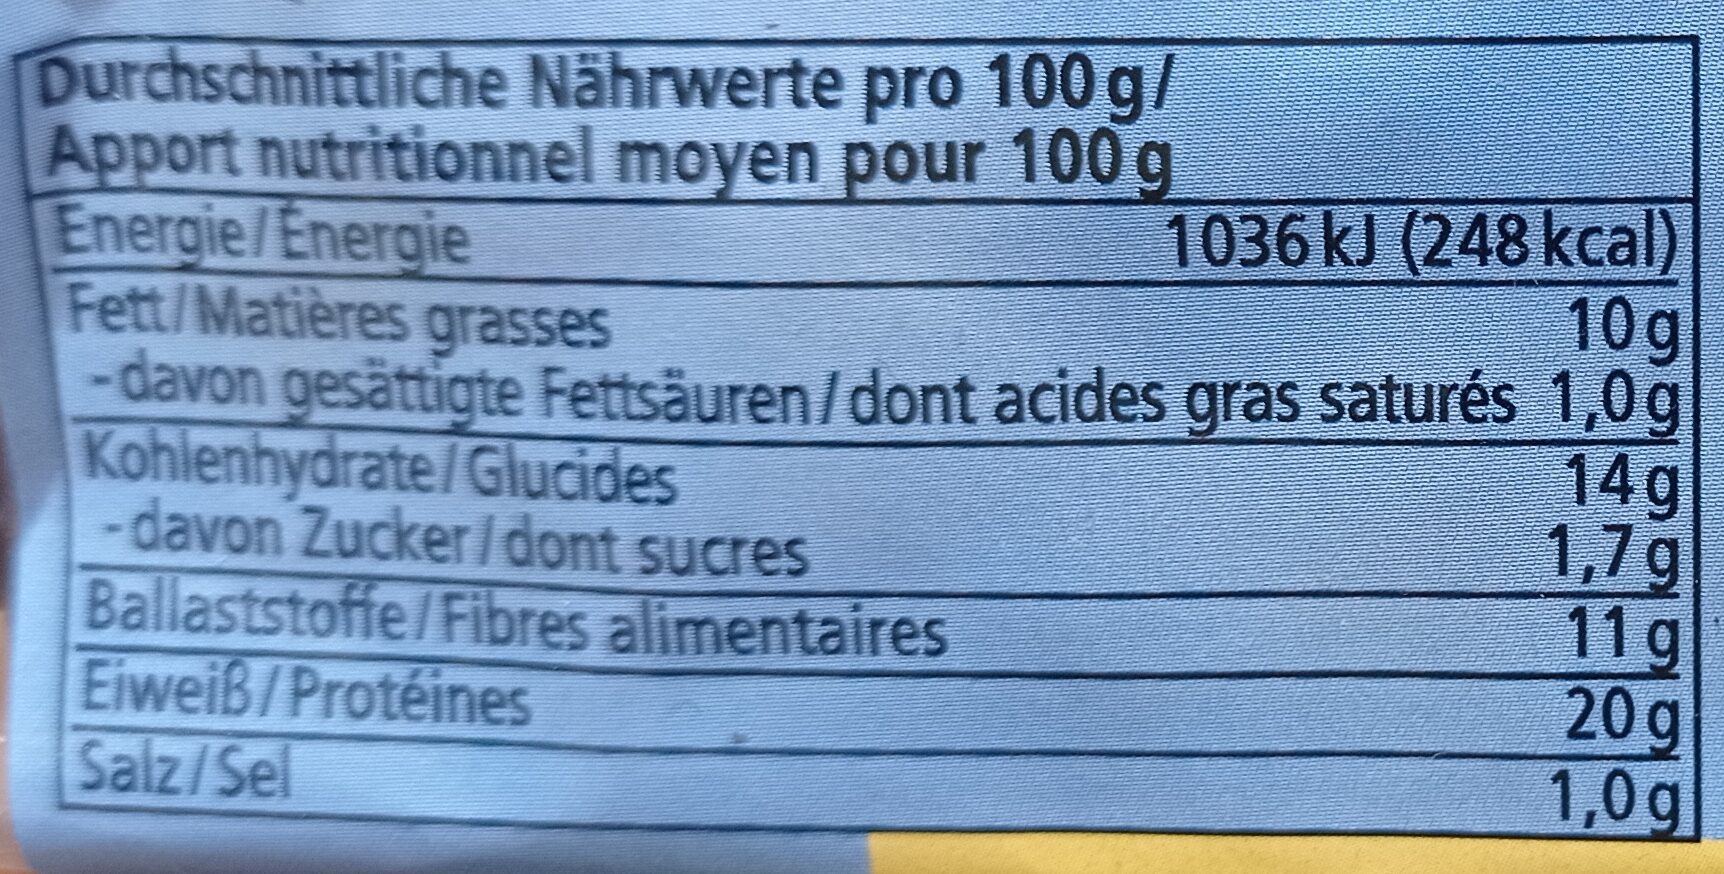 Durchschnittliche Nährwerte pro 100 g/
Apport nutritionnel moyen pour 100 g
Energie/Énergie 1036 kJ (248 kcal)
Fett/Matières grasses 10 g
-davon gesättigte Fettsäuren/dont acides gras saturés 1,0 g
Kohlenhydrate/Glucides 14 g
-davon Zucker/dont sucres 1,7 g
Ballaststoffe/Fibres alimentaires 11 g
Eiweiß/Protéines 20 g
Salz/Sel 1,0 g